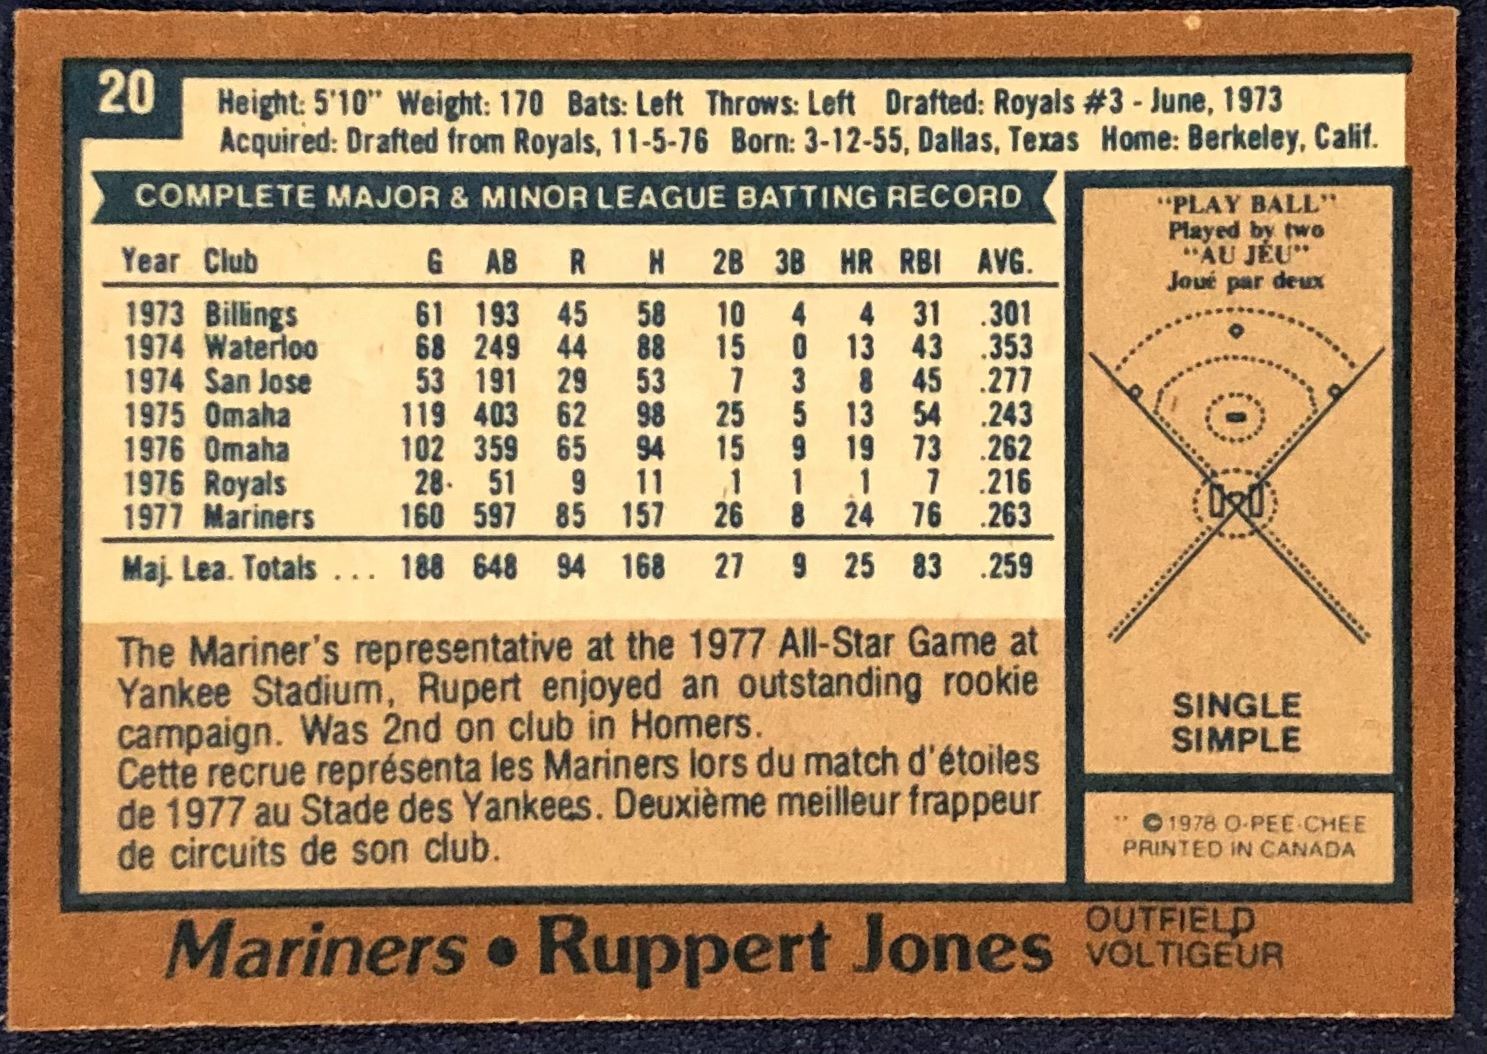 20
Height: 5'10" Weight: 170 Bats: Left Throws: Left Drafted: Royals #3 - June, 1973
Acquired: Drafted from Royals, 11-5-76 Born: 3-12-55, Dallas, Texas Home: Berkeley, Calif.
COMPLETE MAJOR & MINOR LEAGUE BATTING RECORD
Year Club G AB R H 2B 3B HR RBI AVG.
1973 Billings 61 193 45 58 10 4 4 31 .301
1974 Waterloo 68 249 44 88 15 0 13 43 .353
1974 San Jose 53 191 29 53 7 3 8 45 .277
1975 Omaha 119 403 62 98 25 5 13 54 .243
1976 Omaha 102 359 65 94 15 9 19 73 .262
1976 Royals 28 51 9 11 1 1 1 7 .216
1977 Mariners 160 597 85 157 26 8 24 76 .263
Maj. Lea. Totals ... 188 648 94 168 27 9 25 83 .259
The Mariner's representative at the 1977 All-Star Game at
Yankee Stadium, Rupert enjoyed an outstanding rookie
campaign. Was 2nd on club in Homers.
Cette recrue représenta les Mariners lors du match d'étoiles
de 1977 au Stade des Yankees. Deuxième meilleur frappeur
de circuits de son club.
"PLAY BALL"
Played by two
"AU JÉU"
Joué par deux
SINGLE
SIMPLE
©1978 O-PEE-CHEE
PRINTED IN CANADA
Mariners • Ruppert Jones
OUTFIELD
VOLTIGEUR